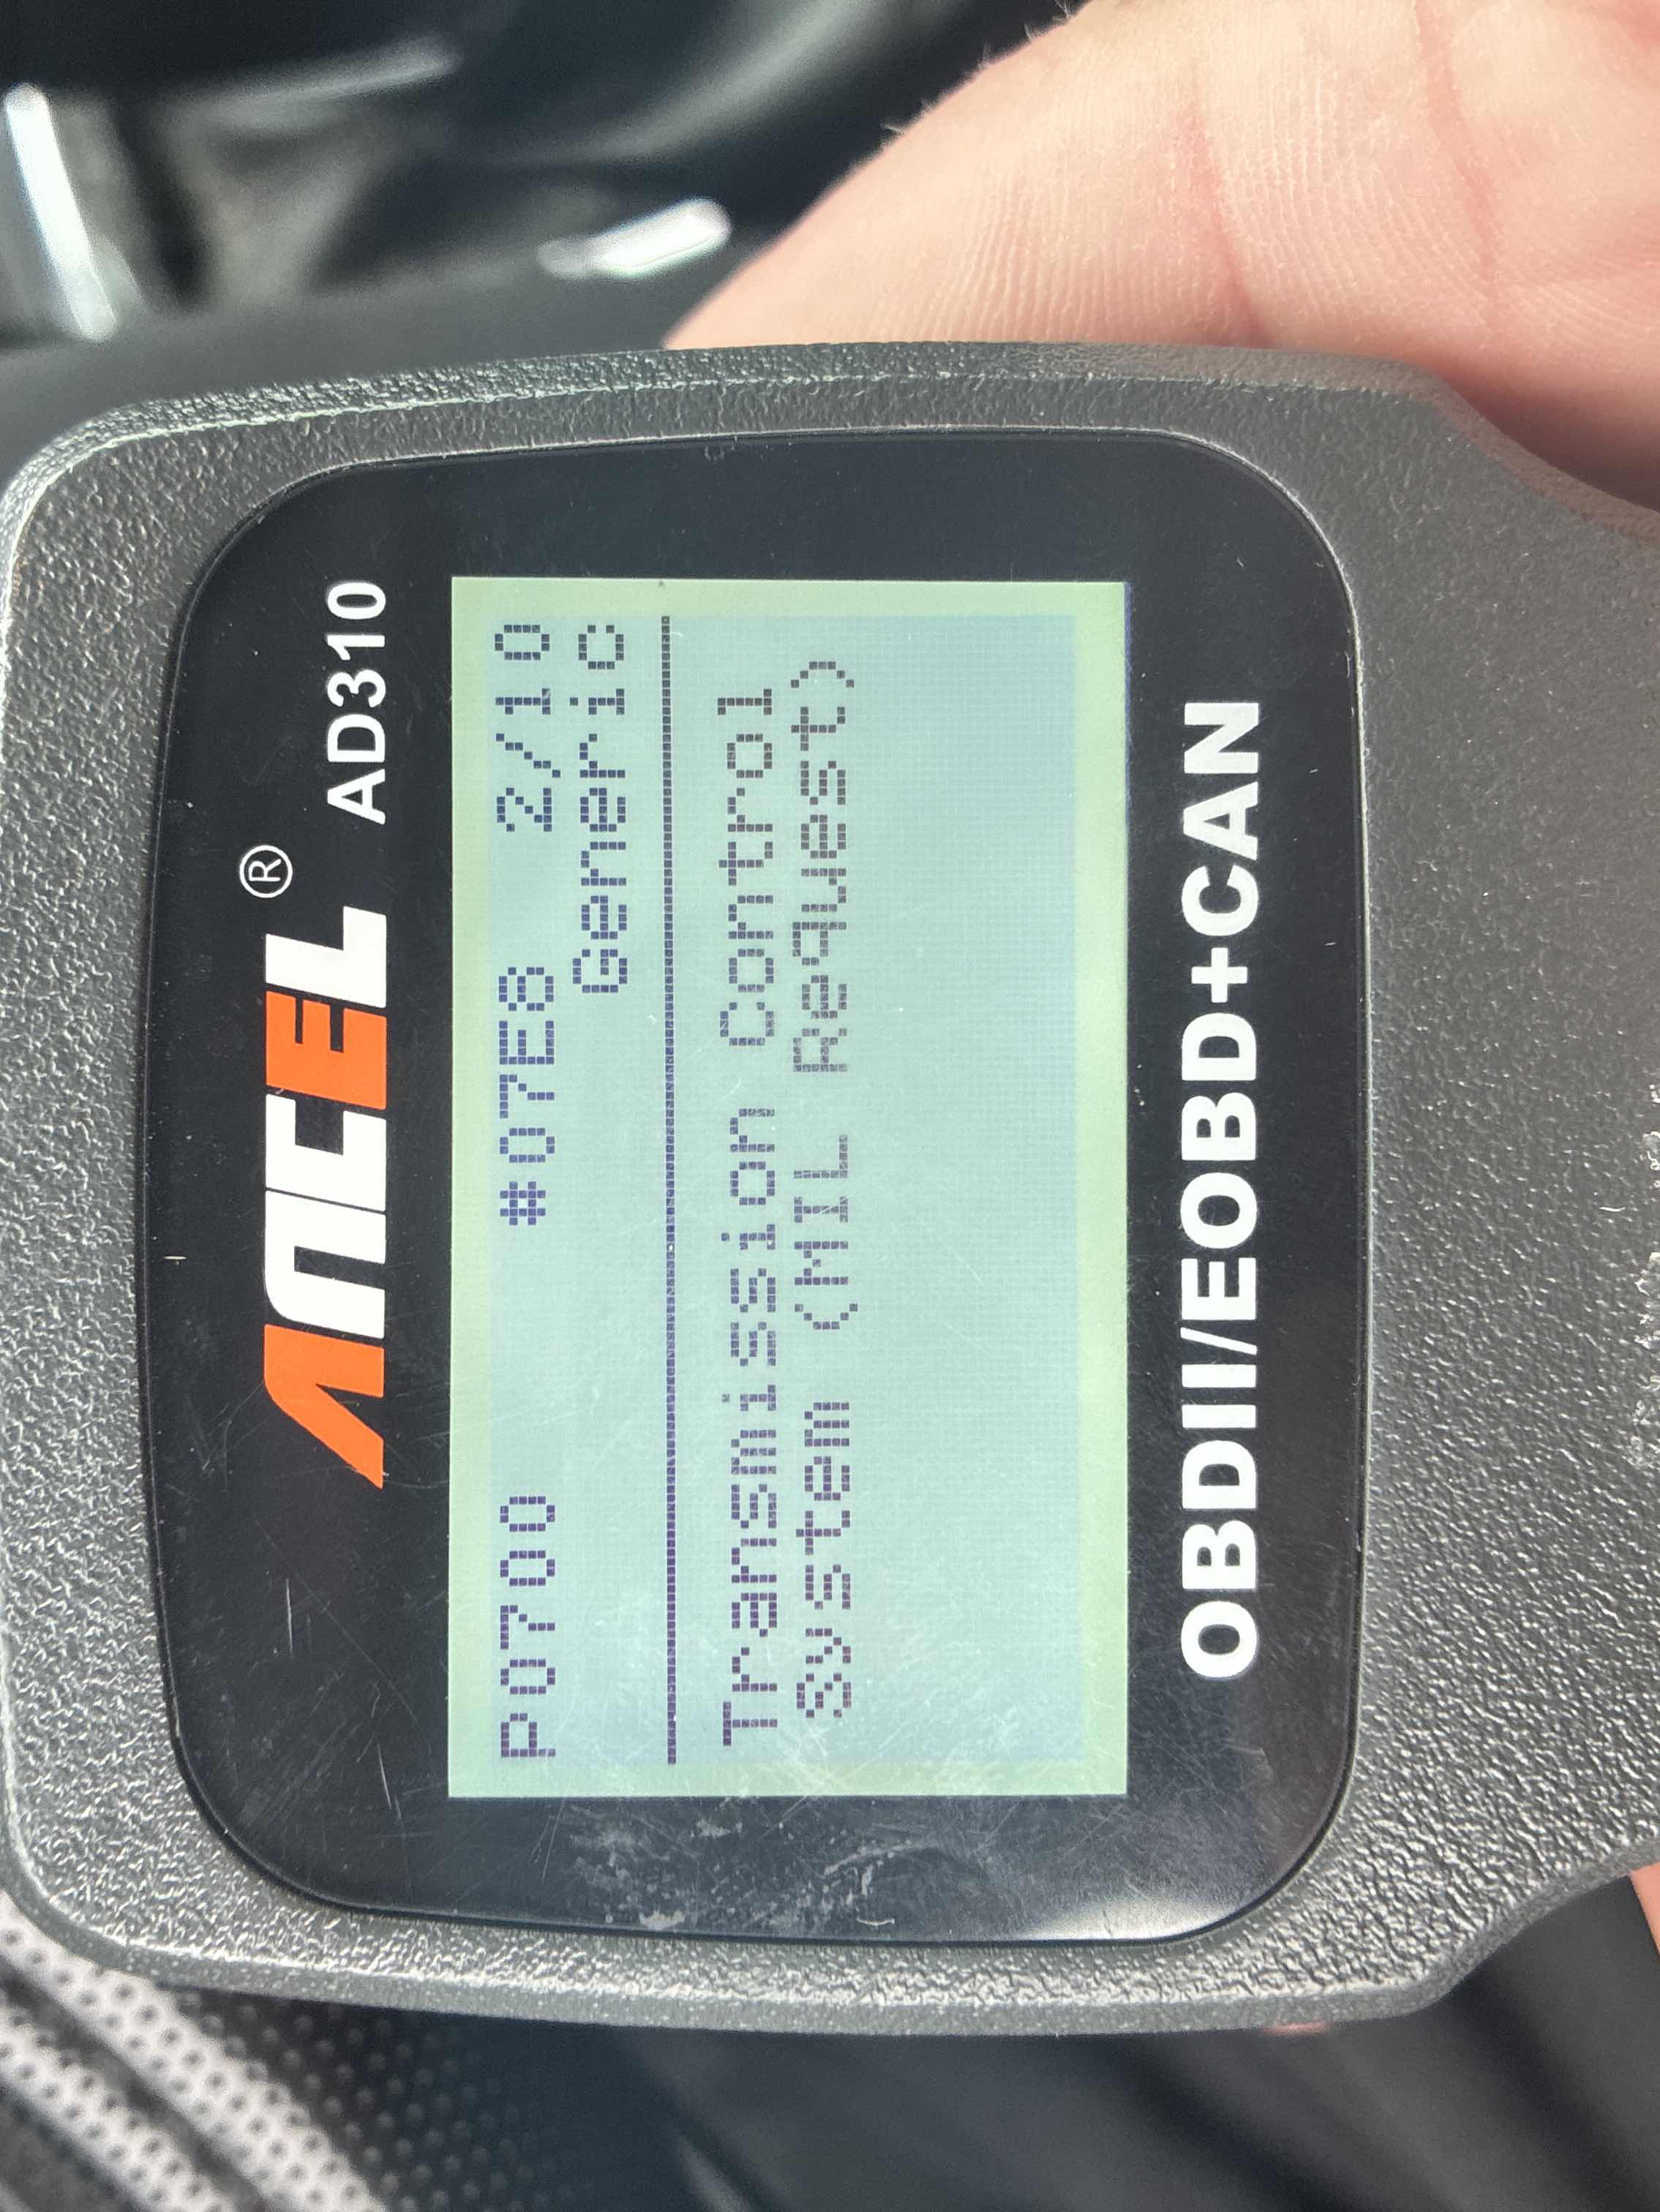 ANCEL® AD310
P0700 #07E8 2/10
Generic
Transmission Control
System (MIL Request)
OBDII/EOBD+CAN